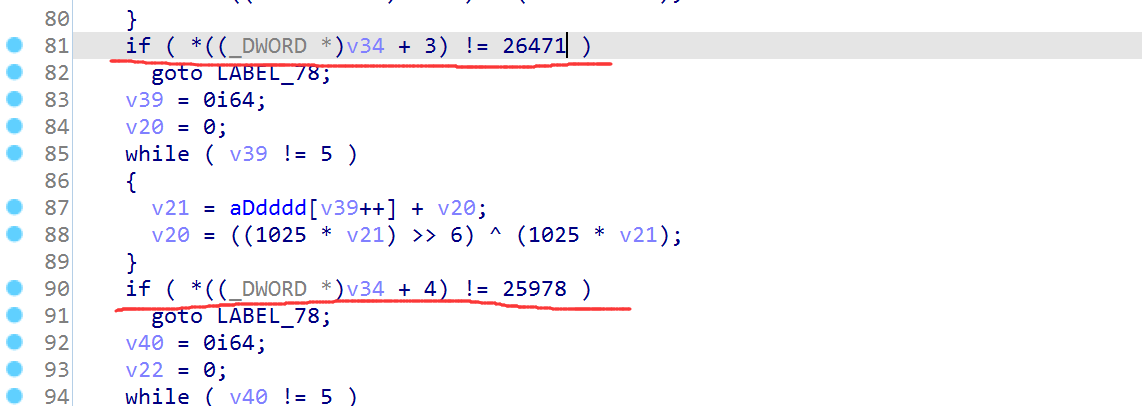 80 }
81 if ( *((_DWORD *)v34 + 3) != 26471 )
82 goto LABEL_78;
83 v39 = 0i64;
84 v20 = 0;
85 while ( v39 != 5 )
86 {
87 v21 = aDdddd[v39++] + v20;
88 v20 = ((1025 * v21) >> 6) ^ (1025 * v21);
89 }
90 if ( *((_DWORD *)v34 + 4) != 25978 )
91 goto LABEL_78;
92 v40 = 0i64;
93 v22 = 0;
94 while ( v40 != 5 )